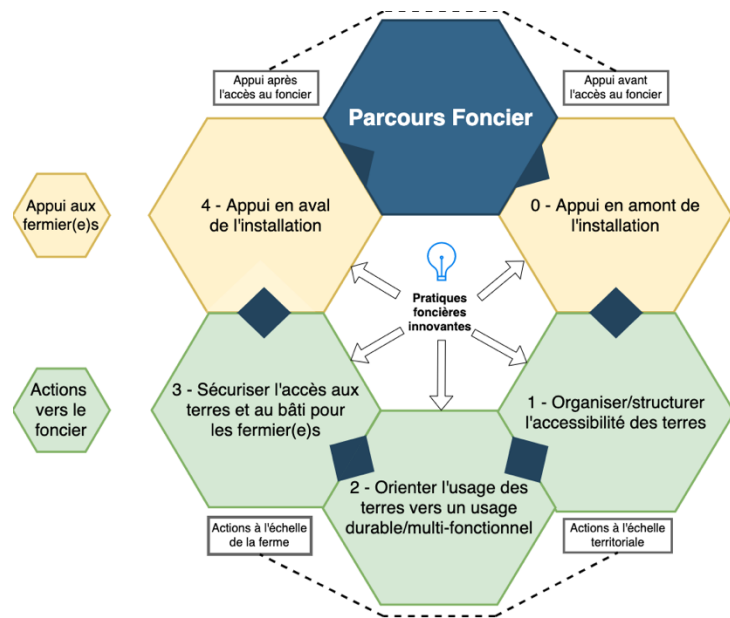 Appui après
l'accès au foncier
Appui avant
l'accès au foncier
Parcours Foncier
Appui aux
fermier(e)s
4 - Appui en aval
de l'installation
0 - Appui en amont de
l'installation
Pratiques
foncières
innovantes
Actions
vers le
foncier
3 - Sécuriser l'accès aux
terres et au bâti pour
les fermier(e)s
1 - Organiser/structurer
l'accessibilité des terres
2 - Orienter l'usage des
terres vers un usage
durable/multi-fonctionnel
Actions à l'échelle
de la ferme
Actions à l'échelle
territoriale